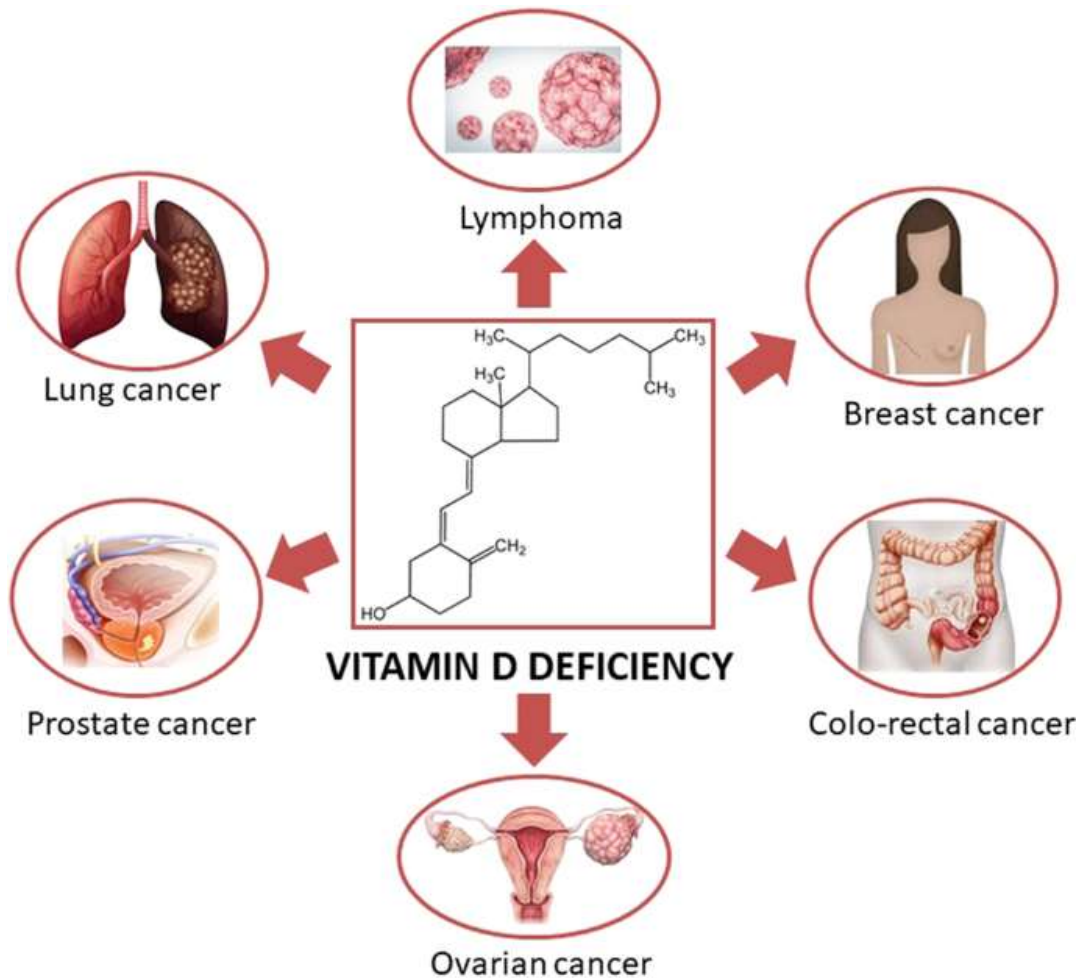 Lymphoma
Lung cancer
Breast cancer
H₃C
CH₃
H₃C
CH₃
CH₂
HO
VITAMIN D DEFICIENCY
Prostate cancer
Colo-rectal cancer
Ovarian cancer